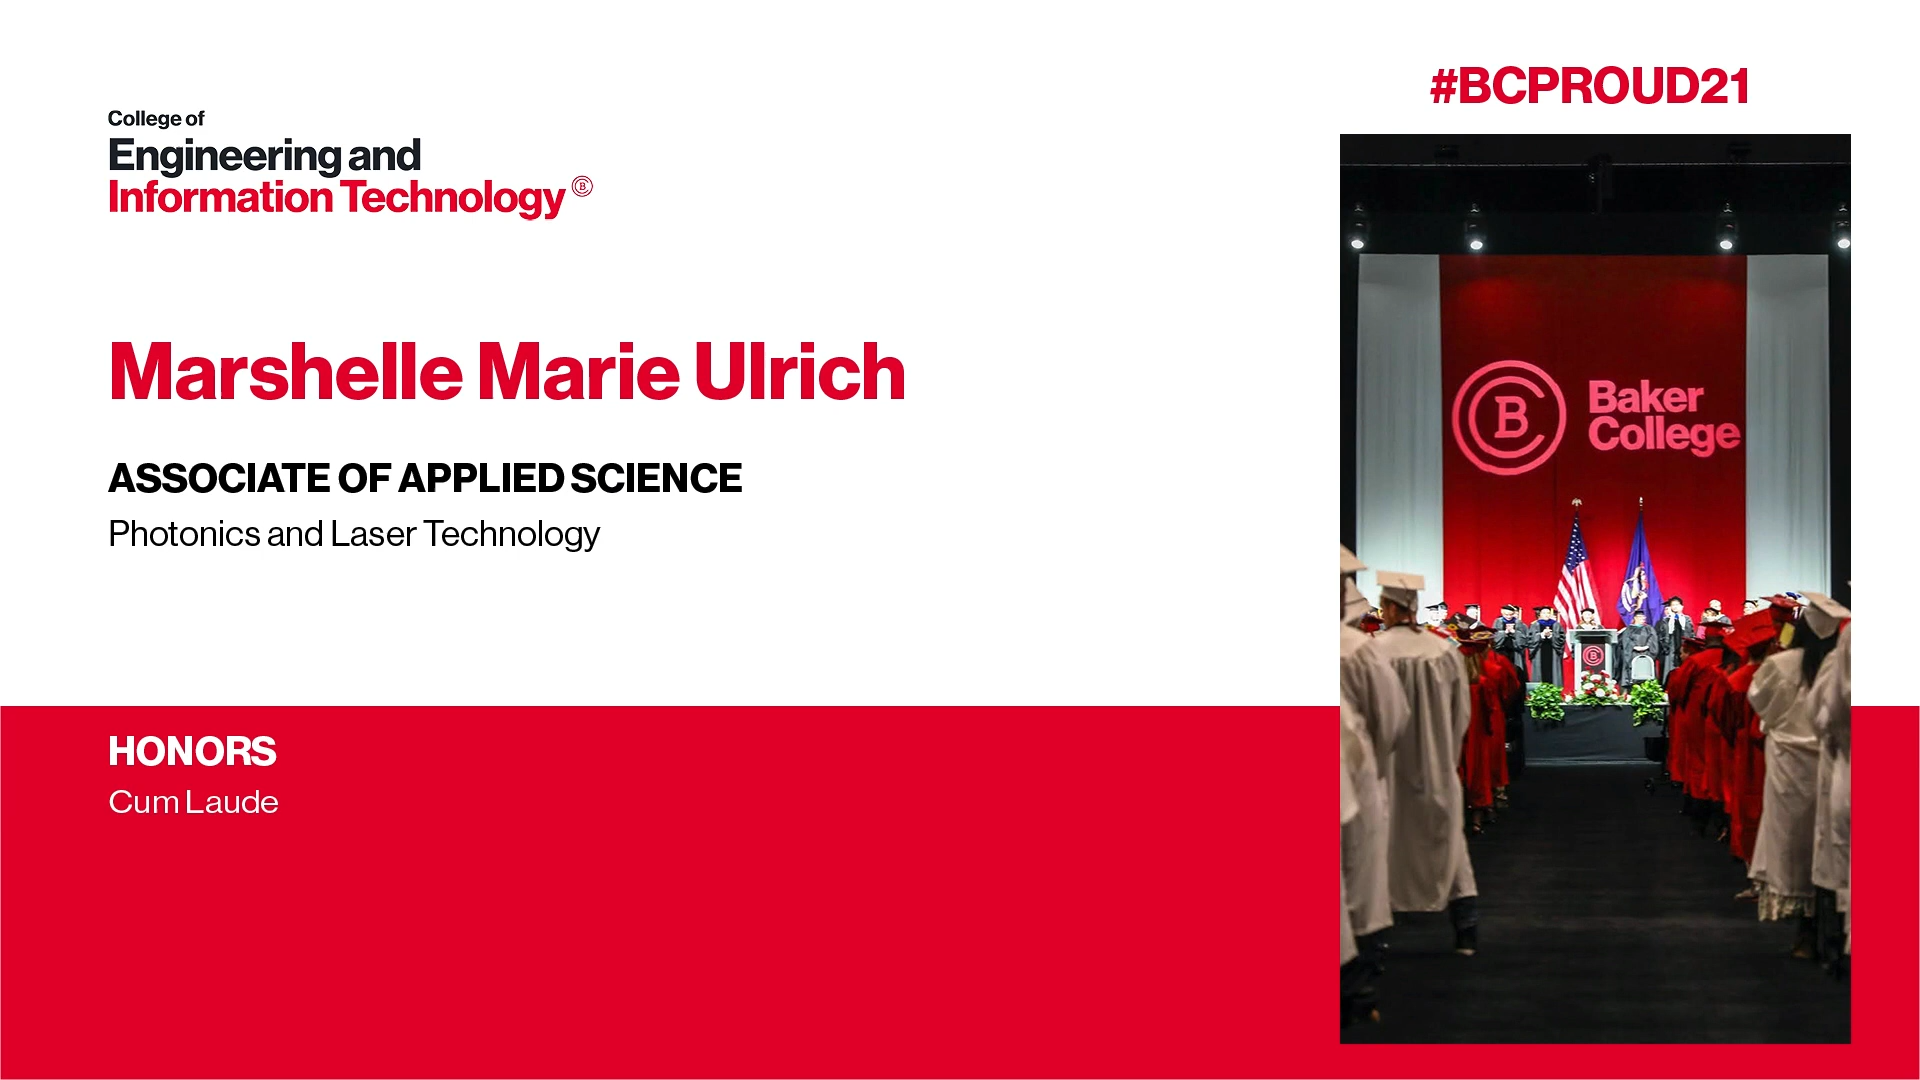 #BCPROUD21
College of
Engineering and
Information Technology
B
Marshelle Marie Ulrich
ASSOCIATE OF APPLIED SCIENCE
Photonics and Laser Technology
HONORS
Cum Laude
B
Baker
College
B